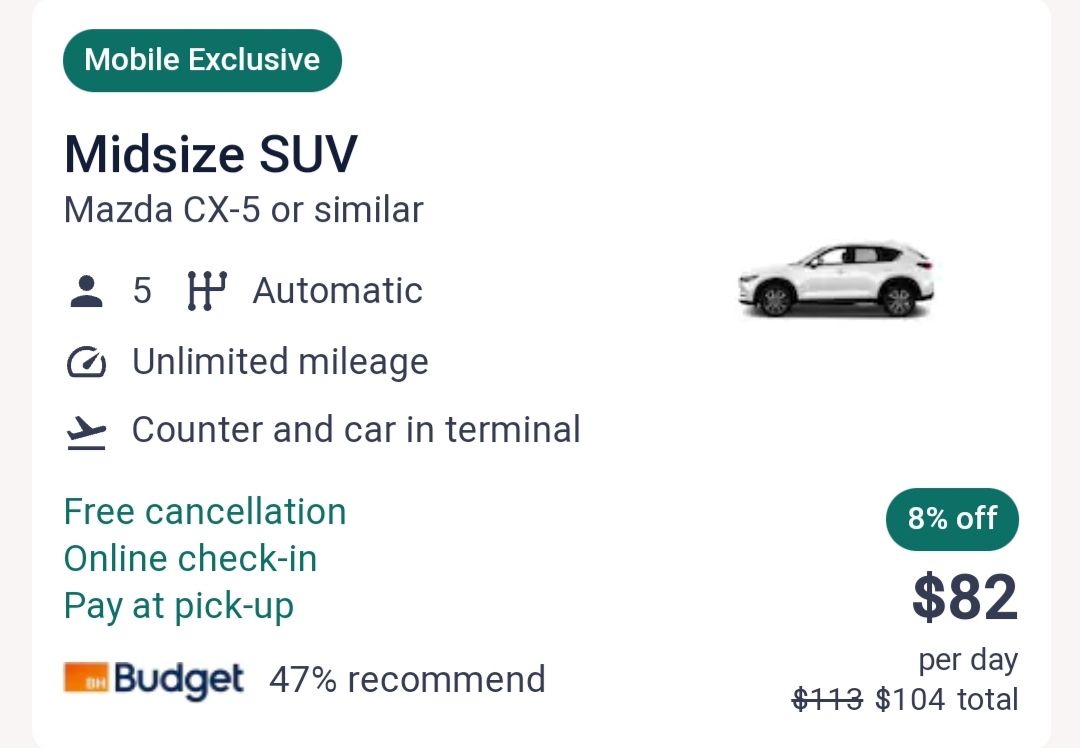 Mobile Exclusive
Midsize SUV
Mazda CX-5 or similar
5 Automatic
Unlimited mileage
Counter and car in terminal
Free cancellation
Online check-in
Pay at pick-up
BH Budget 47% recommend
8% off
$82
per day
$113 $104 total